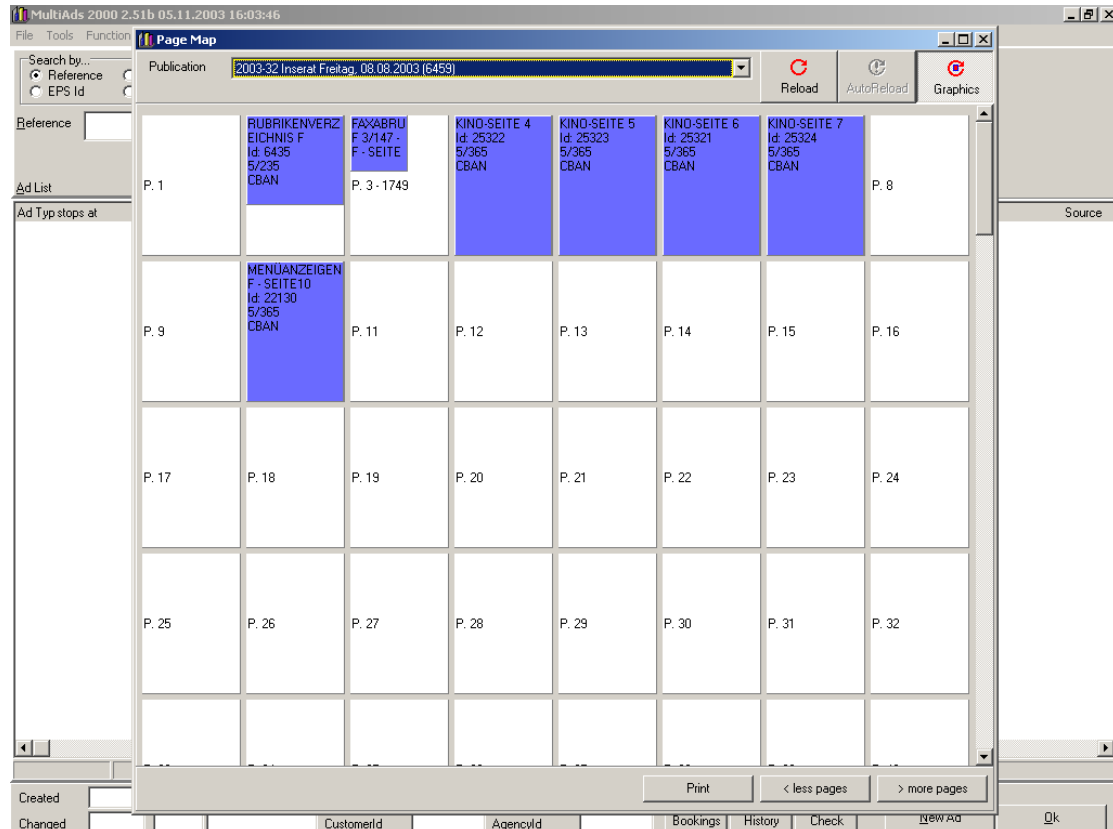 MultiAds 2000 2.51b 05.11.2003 16:03:46
File Tools Function
Search by...
Reference
EPS Id
Reference
Ad List
Ad Typ stops at
Source
Page Map
Publication
2003-32 Inserat Freitag, 08.08.2003 (6459)
Reload
AutoReload
Graphics
P. 1
RUBRIKENVERZ
EICHNIS F
Id: 6435
5/235
CBAN
FAXABRU
F 3/147 -
F - SEITE
P. 3 - 1749
KINO-SEITE 4
Id: 25322
5/365
CBAN
KINO-SEITE 5
Id: 25323
5/365
CBAN
KINO-SEITE 6
Id: 25321
5/365
CBAN
KINO-SEITE 7
Id: 25324
5/365
CBAN
P. 8
P. 9
MENÜANZEIGEN
F - SEITE10
Id: 22130
5/365
CBAN
P. 11
P. 12
P. 13
P. 14
P. 15
P. 16
P. 17
P. 18
P. 19
P. 20
P. 21
P. 22
P. 23
P. 24
P. 25
P. 26
P. 27
P. 28
P. 29
P. 30
P. 31
P. 32
Print
< less pages
> more pages
Created
Changed
CustomerId
AgencyId
Bookings
History
Check
New Ad
Ok